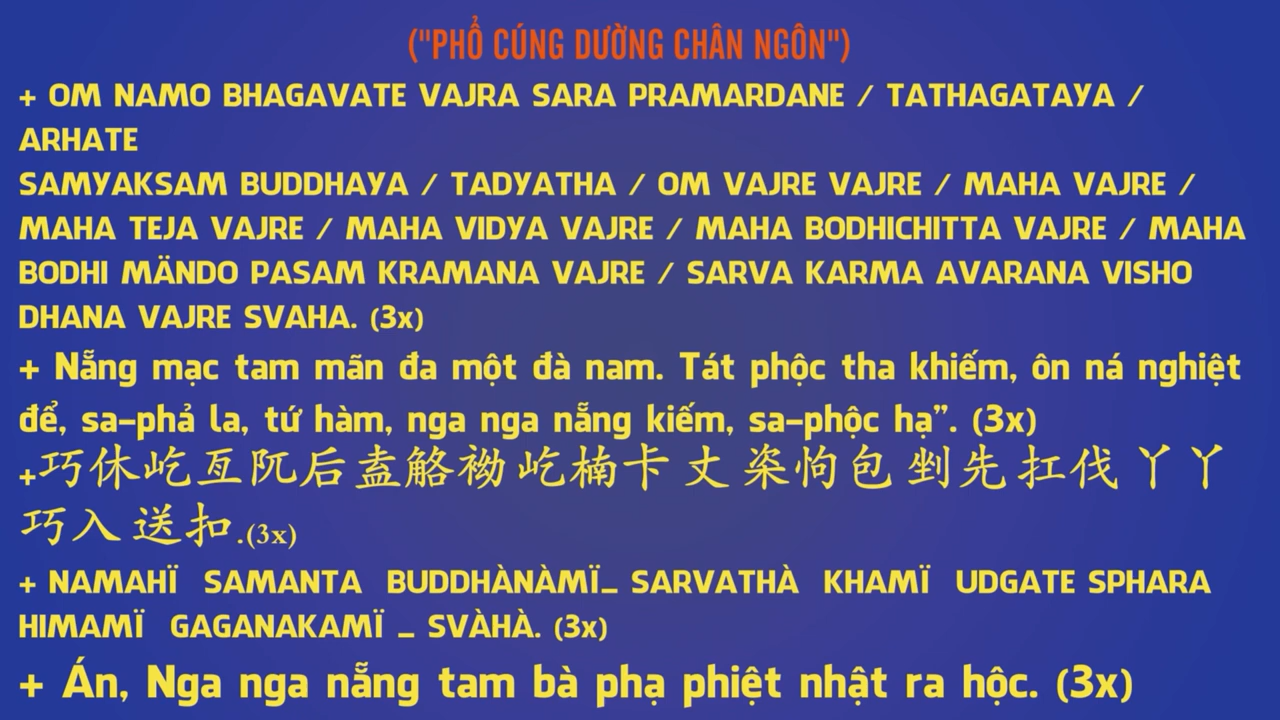 ("PHỔ CÚNG DƯỜNG CHÂN NGÔN")
+ OM NAMO BHAGAVATE VAJRA SARA PRAMARDANE / TATHAGATAYA /
ARHATE
SAMYAKSAM BUDDHAYA / TADYATHA / OM VAJRE VAJRE / MAHA VAJRE /
MAHA TEJA VAJRE / MAHA VIDYA VAJRE / MAHA BODHICHITTA VAJRE / MAHA
BODHI MÄNDO PASAM KRAMANA VAJRE / SARVA KARMA AVARANA VISHO
DHANA VAJRE SVAHA. (3x)
+ Nẵng mạc tam mãn đa một đà nam. Tát phộc tha khiếm, ôn ná nghiệt
để, sa-phả la, tứ hàm, nga nga nẵng kiếm, sa-phộc hạ”. (3x)
+巧休屹亙阢后盍觡袎屹楠卡丈柒怐包剉先扛伐丫丫
巧入送扣.(3x)
+ NAMAHÏ SAMANTA BUDDHÀNÀMÏ_ SARVATHÀ KHAMÏ UDGATE SPHARA
HIMAMÏ GAGANAKAMÏ _ SVÀHÀ. (3x)
+ Án, Nga nga nẵng tam bà phạ phiệt nhật ra hộc. (3x)